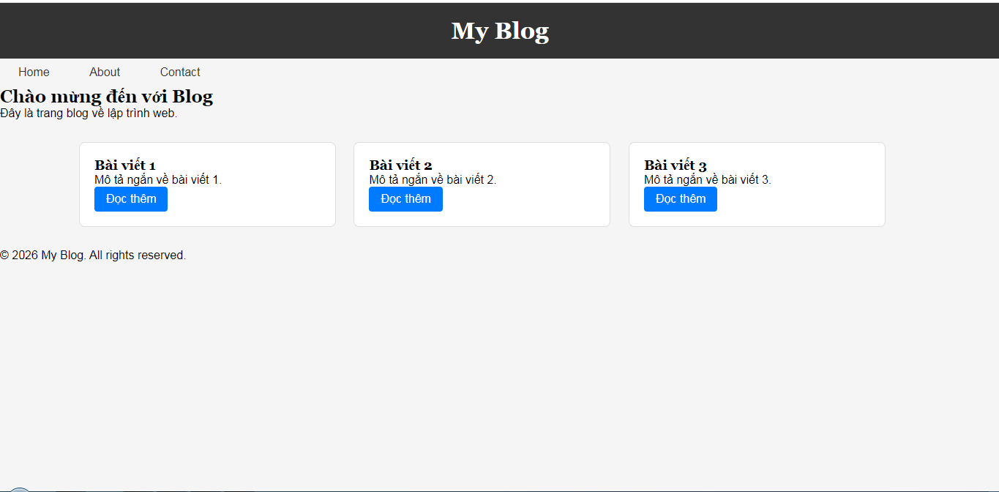 My Blog
Home About Contact
Chào mừng đến với Blog
Đây là trang blog về lập trình web.
Bài viết 1
Mô tả ngắn về bài viết 1.
Đọc thêm
Bài viết 2
Mô tả ngắn về bài viết 2.
Đọc thêm
Bài viết 3
Mô tả ngắn về bài viết 3.
Đọc thêm
© 2026 My Blog. All rights reserved.